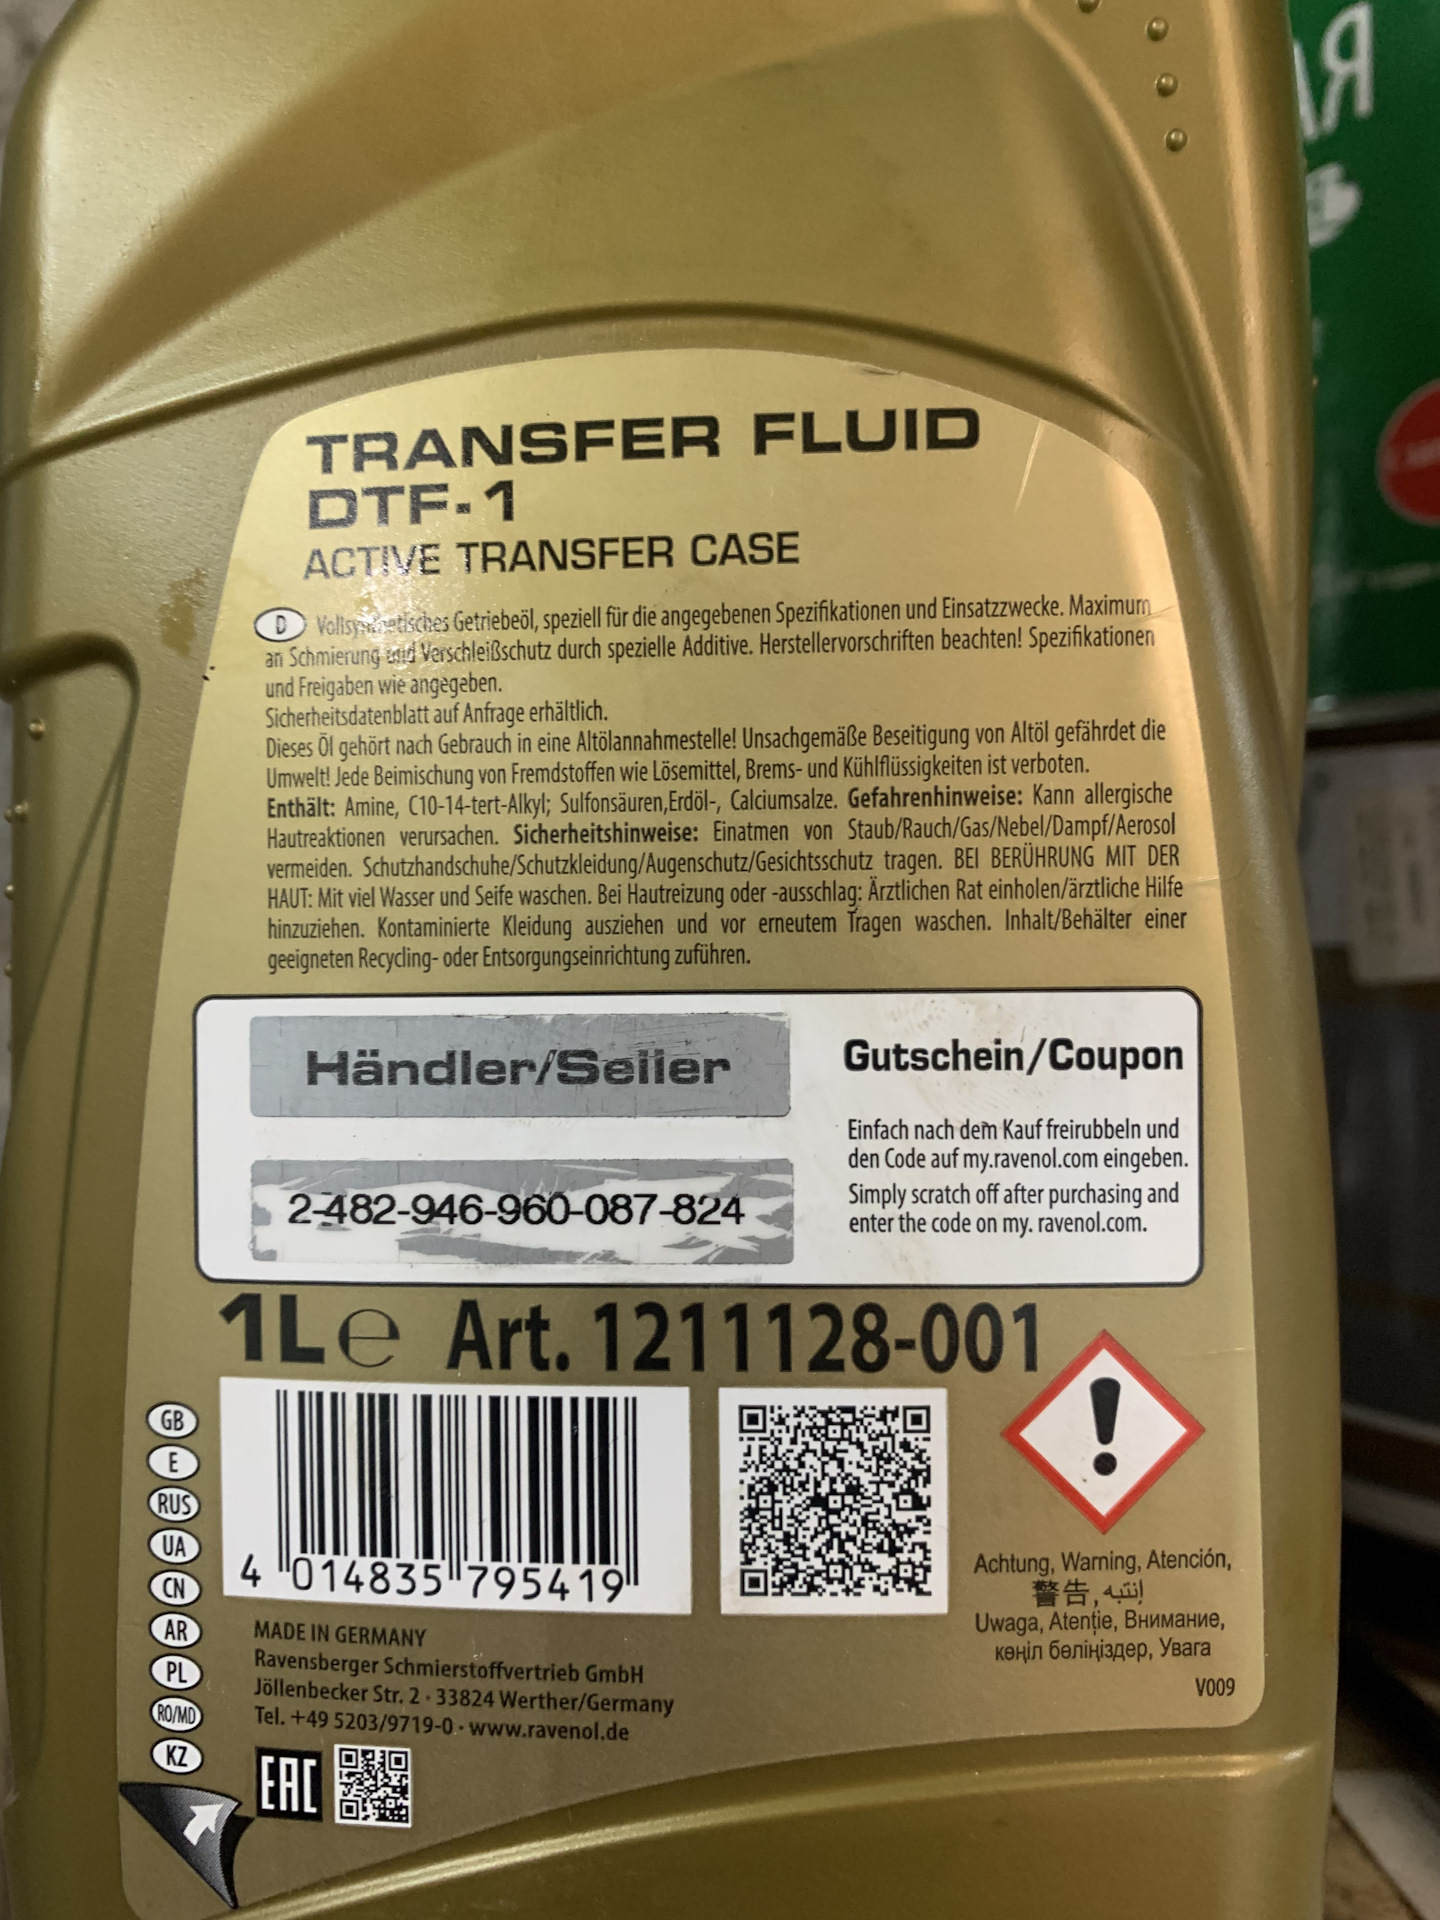 TRANSFER FLUID
DTF-1
ACTIVE TRANSFER CASE
D Vollsynthetisches Getriebeöl, speziell für die angegebenen Spezifikationen und Einsatzzwecke. Maximum
an Schmierung und Verschleißschutz durch spezielle Additive. Herstellervorschriften beachten! Spezifikationen
und Freigaben wie angegeben.
Sicherheitsdatenblatt auf Anfrage erhältlich.
Dieses Öl gehört nach Gebrauch in eine Altölannahmestelle! Unsachgemäße Beseitigung von Altöl gefährdet die
Umwelt! Jede Beimischung von Fremdstoffen wie Lösemittel, Brems- und Kühlflüssigkeiten ist verboten.
Enthält: Amine, C10-14-tert-Alkyl; Sulfonsäuren,Erdöl-, Calciumsalze. Gefahrenhinweise: Kann allergische
Hautreaktionen verursachen. Sicherheitshinweise: Einatmen von Staub/Rauch/Gas/Nebel/Dampf/Aerosol
vermeiden. Schutzhandschuhe/Schutzkleidung/Augenschutz/Gesichtsschutz tragen. BEI BERÜHRUNG MIT DER
HAUT: Mit viel Wasser und Seife waschen. Bei Hautreizung oder -ausschlag: Ärztlichen Rat einholen/ärztliche Hilfe
hinzuziehen. Kontaminierte Kleidung ausziehen und vor erneutem Tragen waschen. Inhalt/Behälter einer
geeigneten Recycling- oder Entsorgungseinrichtung zuführen.
Händler/Seller
2-482-946-960-087-824
Gutschein/Coupon
Einfach nach dem Kauf freirubbeln und
den Code auf my.ravenol.com eingeben.
Simply scratch off after purchasing and
enter the code on my. ravenol.com.
1L e Art. 1211128-001
GB
E
RUS
UA
CN
AR
PL
RO/MD
KZ
4 014835 795419
Achtung, Warning, Atención,
警告, إنتبه
Uwaga, Atenție, Внимание,
көңіл бөліңіздер, Увага
V009
MADE IN GERMANY
Ravensberger Schmierstoffvertrieb GmbH
Jöllenbecker Str. 2 · 33824 Werther/Germany
Tel. +49 5203/9719-0 · www.ravenol.de
EAC